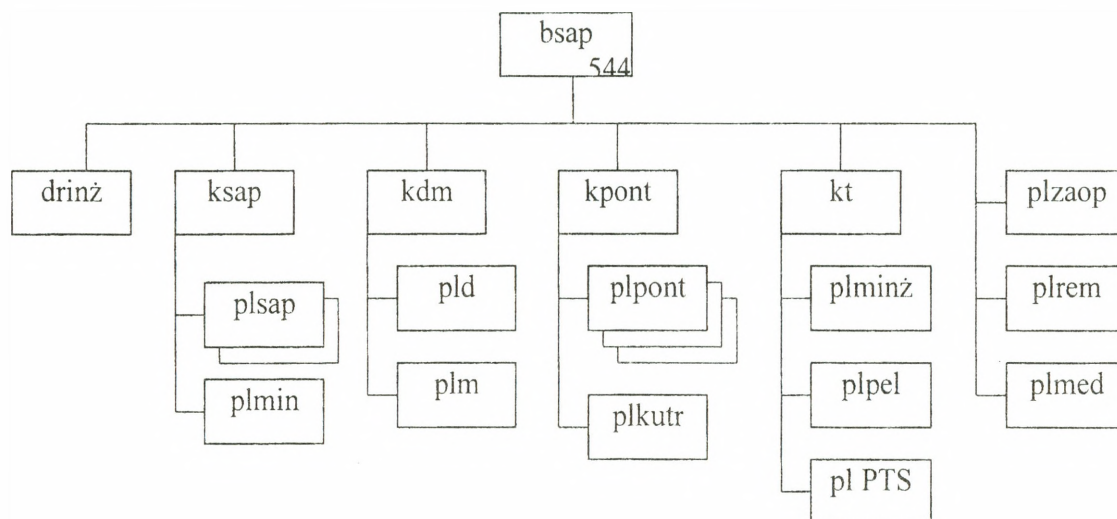 bsap
544
drinż
ksap
kdm
kpont
kt
plzaop
plsap
pld
plpont
plminż
plrem
plmin
plm
plkutr
plpel
plmed
pl PTS